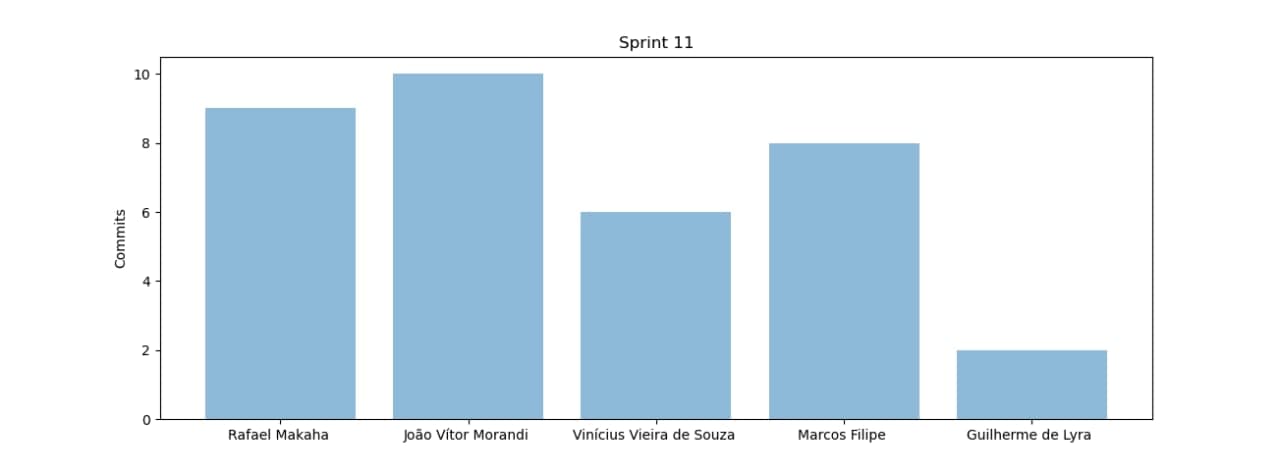 Sprint 11
10
8
6
4
2
0
Commits
Rafael Makaha
João Vítor Morandi
Vinícius Vieira de Souza
Marcos Filipe
Guilherme de Lyra